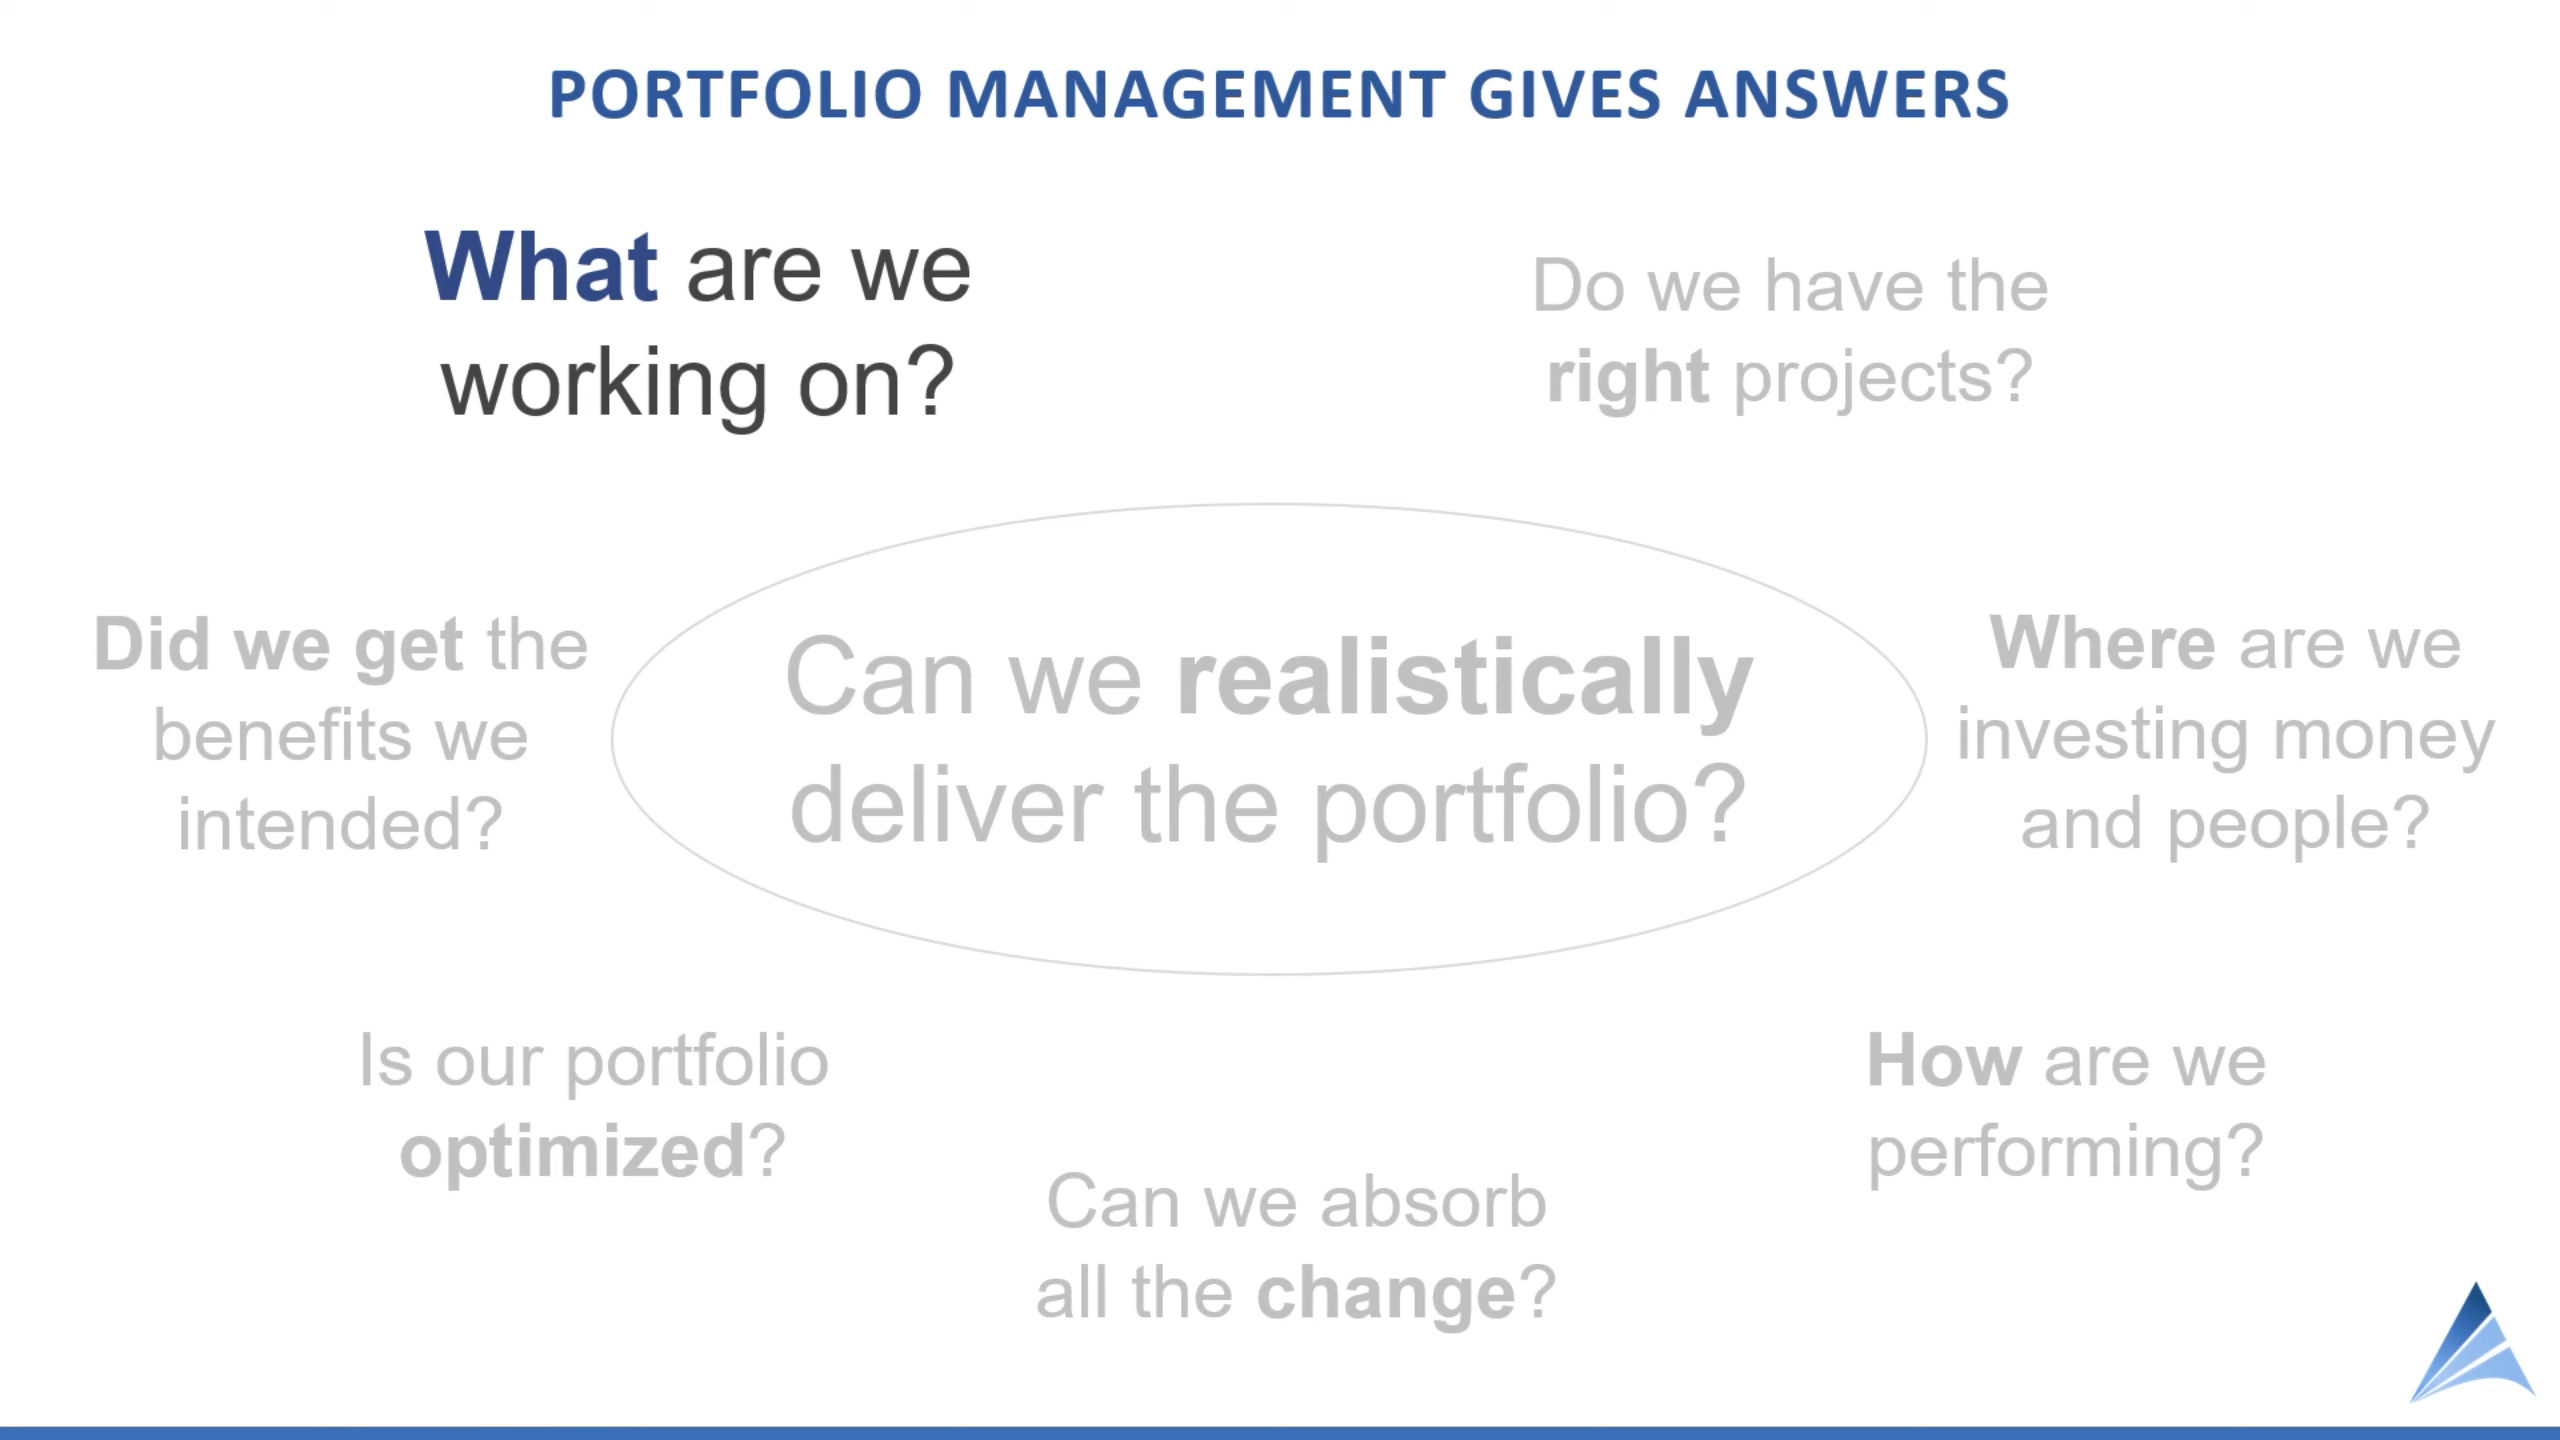 PORTFOLIO MANAGEMENT GIVES ANSWERS
What are we
working on?
Do we have the
right projects?
Did we get the
benefits we
intended?
Can we realistically
deliver the portfolio?
Where are we
investing money
and people?
Is our portfolio
optimized?
Can we absorb
all the change?
How are we
performing?